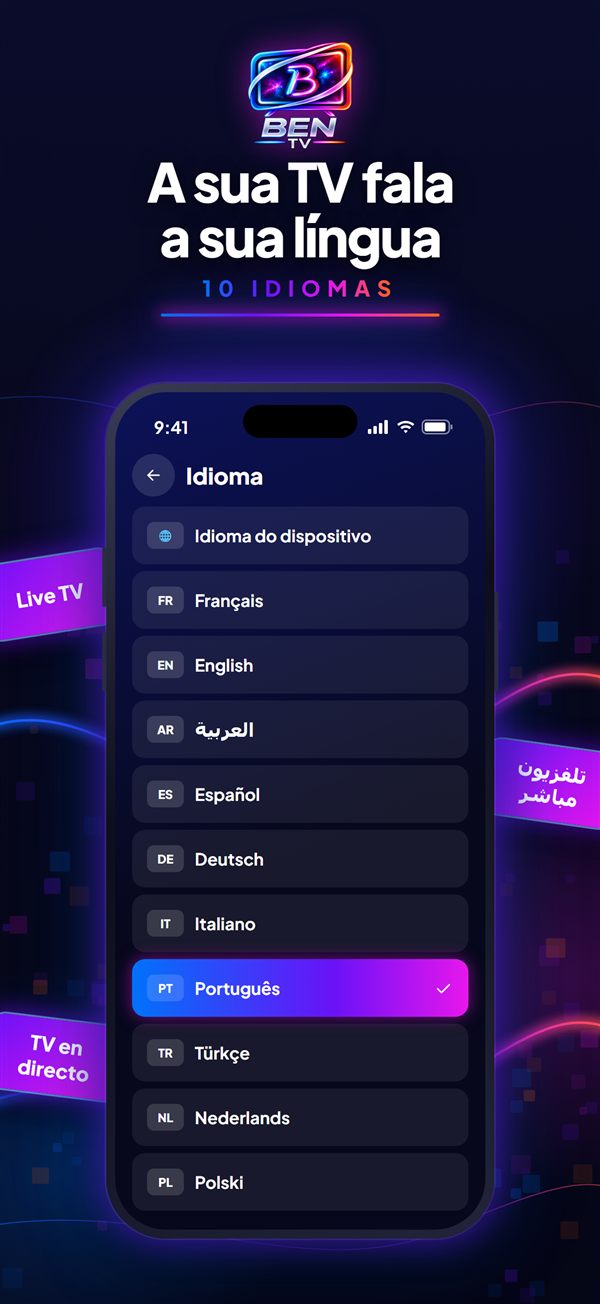 B
BEN
TV
A sua TV fala
a sua língua
10 IDIOMAS
9:41
Idioma
Idioma do dispositivo
FR Français
EN English
AR العربية
ES Español
DE Deutsch
IT Italiano
PT Português
TR Türkçe
NL Nederlands
PL Polski
Live TV
تلفزيون
مباشر
TV en
directo